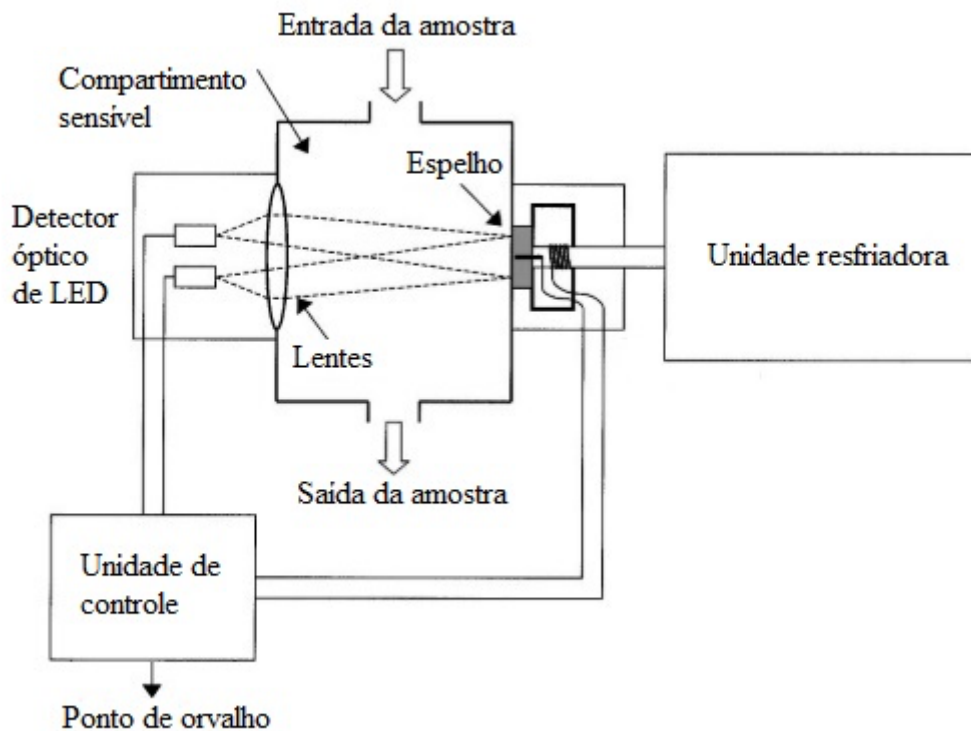 Entrada da amostra
Compartimento
sensível
Espelho
Detector
óptico
de LED
Unidade resfriadora
Lentes
Saída da amostra
Unidade de
controle
Ponto de orvalho